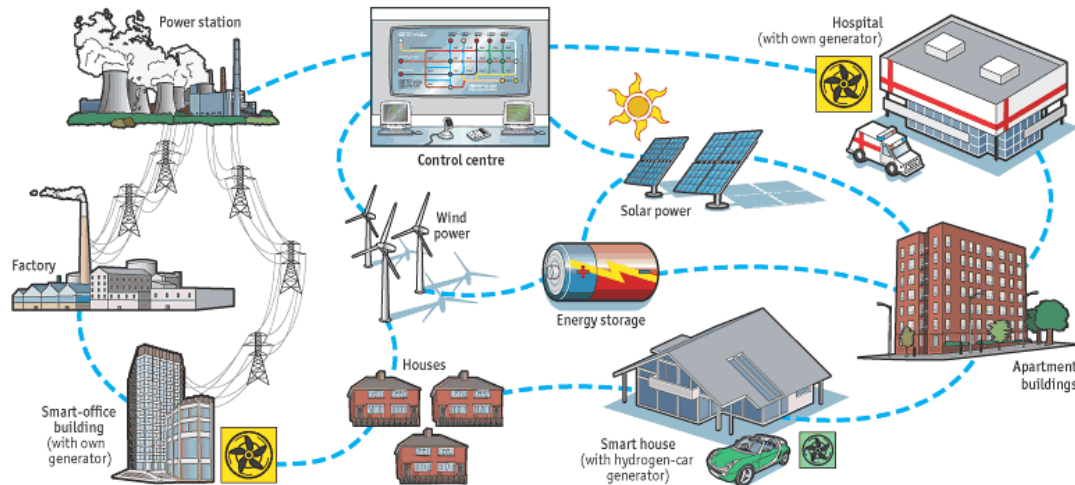 Power station
Control centre
Hospital
(with own
generator)
Solar power
Wind
power
Factory
Energy storage
Houses
Apartment
buildings
Smart-office
building
(with own
generator)
Smart house
(with hydrogen-car
generator)
+
-